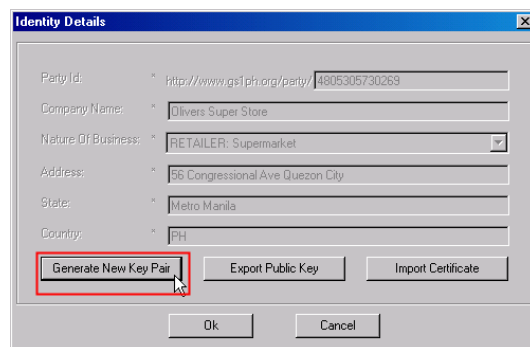 Identity Details
Party Id: * http://www.gs1ph.org/party/ 4805305730269
Company Name: * Olivers Super Store
Nature Of Business: * RETAILER: Supermarket
Address: * 56 Congressional Ave Quezon City
State: * Metro Manila
Country: * PH
Generate New Key Pair Export Public Key Import Certificate
Ok Cancel